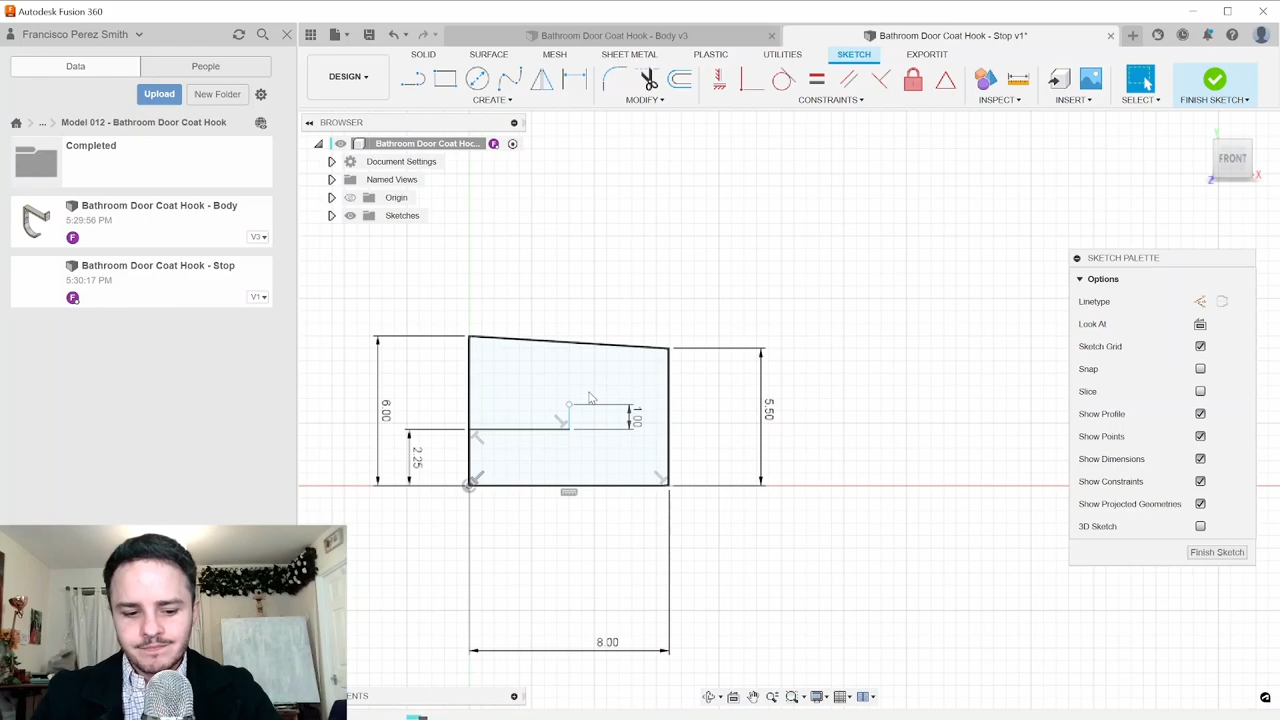 Autodesk Fusion 360
Francisco Perez Smith
Data
People
Upload
New Folder
... Model 012 - Bathroom Door Coat Hook
Completed
Bathroom Door Coat Hook - Body
5:29:56 PM
F
V3
Bathroom Door Coat Hook - Stop
5:30:17 PM
F
V1
Bathroom Door Coat Hook - Body v3
Bathroom Door Coat Hook - Stop v1*
DESIGN
SOLID
SURFACE
MESH
SHEET METAL
PLASTIC
UTILITIES
SKETCH
EXPORTIT
CREATE
MODIFY
CONSTRAINTS
INSPECT
INSERT
SELECT
FINISH SKETCH
BROWSER
Bathroom Door Coat Hoc...
F
Document Settings
Named Views
Origin
Sketches
FRONT
Y
X
Z
6.00
2.25
1.00
5.50
8.00
SKETCH PALETTE
Options
Linetype
Look At
Sketch Grid
Snap
Slice
Show Profile
Show Points
Show Dimensions
Show Constraints
Show Projected Geometries
3D Sketch
Finish Sketch
ENTS